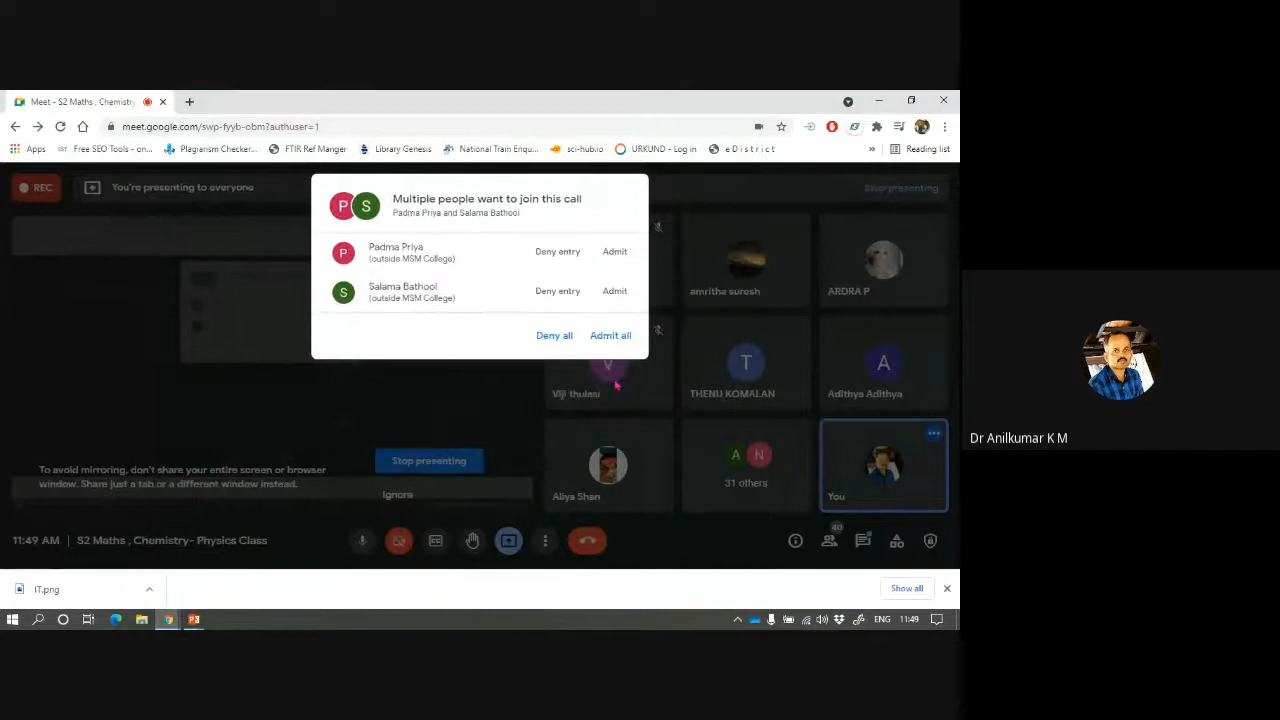 Meet - S2 Maths , Chemistry
meet.google.com/swp-fyyb-obm?authuser=1
Apps
SST Free SEO Tools - on...
Plagiarism Checker...
FTIR Ref Manger
Library Genesis
National Train Enqu...
sci-hub.io
URKUND - Log in
e D i s t r i c t
»
Reading list
REC
You're presenting to everyone
Stop presenting
P S
Multiple people want to join this call
Padma Priya and Salama Bathool
P
Padma Priya
(outside MSM College)
Deny entry
Admit
S
Salama Bathool
(outside MSM College)
Deny entry
Admit
Deny all
Admit all
amritha suresh
ARDRA P
V
Viji thulasi
T
THENU KOMALAN
A
Adithya Adithya
Dr Anilkumar K M
To avoid mirroring, don't share your entire screen or browser
window. Share just a tab or a different window instead.
Stop presenting
Ignore
Aliya Shan
A N
31 others
You
11:49 AM | S2 Maths , Chemistry- Physics Class
40
IT.png
Show all
ENG
11:49